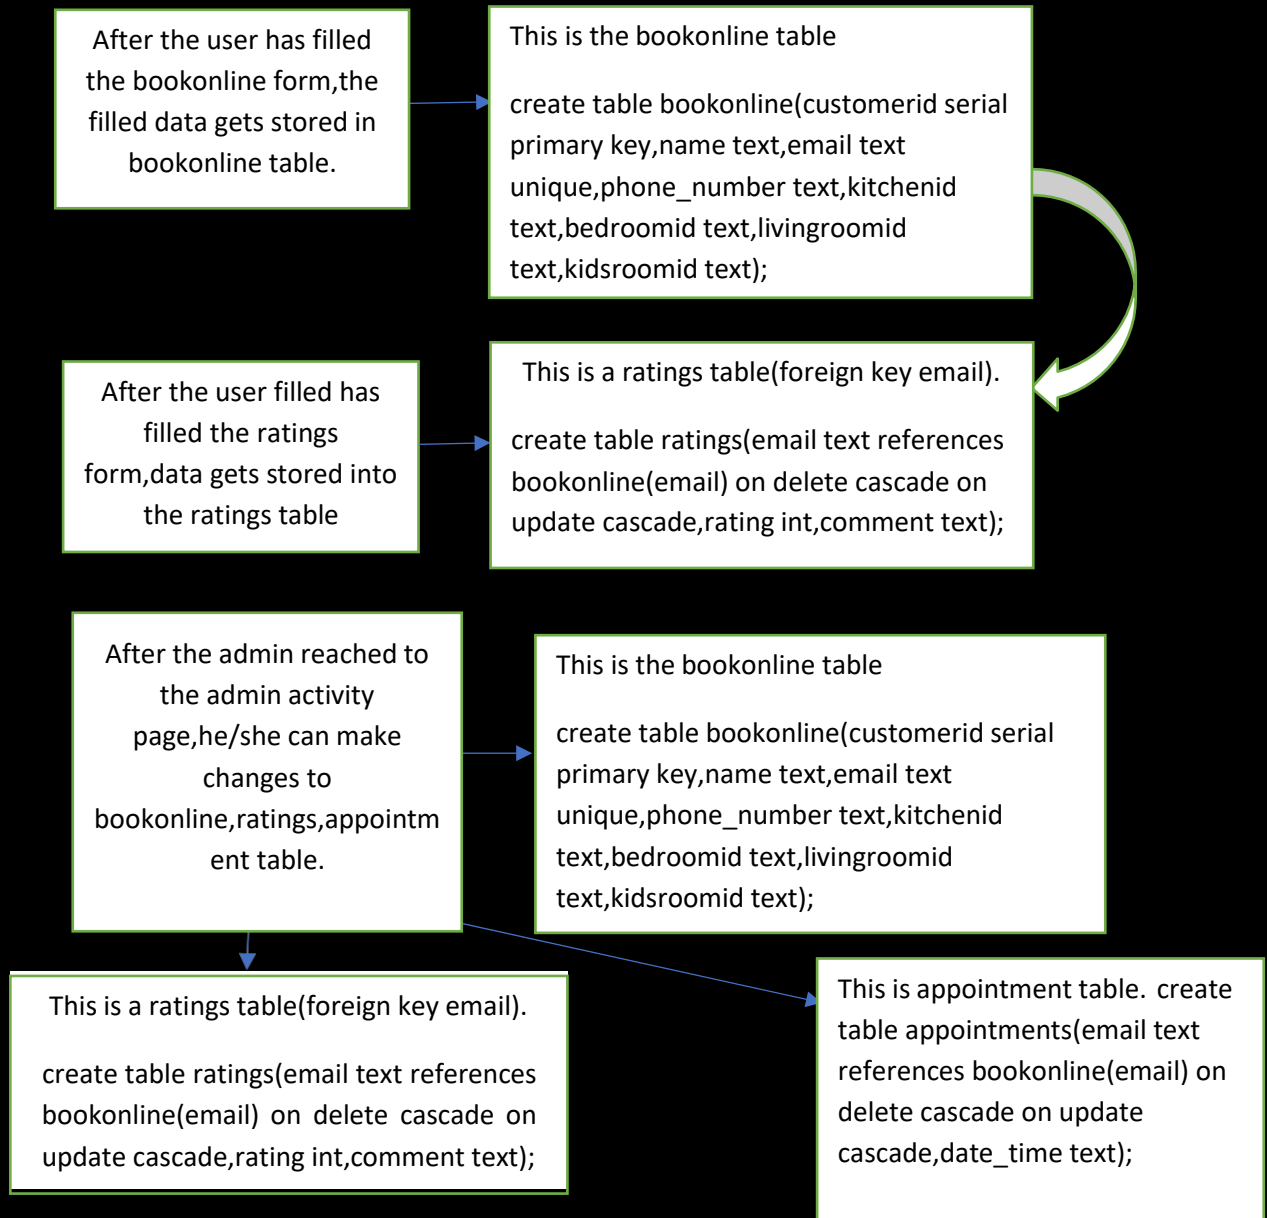 After the user has filled
the bookonline form,the
filled data gets stored in
bookonline table.
This is the bookonline table
create table bookonline(customerid serial
primary key,name text,email text
unique,phone_number text,kitchenid
text,bedroomid text,livingroomid
text,kidsroomid text);
After the user filled has
filled the ratings
form,data gets stored into
the ratings table
This is a ratings table(foreign key email).
create table ratings(email text references
bookonline(email) on delete cascade on
update cascade,rating int,comment text);
After the admin reached to
the admin activity
page,he/she can make
changes to
bookonline,ratings,appointm
ent table.
This is the bookonline table
create table bookonline(customerid serial
primary key,name text,email text
unique,phone_number text,kitchenid
text,bedroomid text,livingroomid
text,kidsroomid text);
This is a ratings table(foreign key email).
create table ratings(email text references
bookonline(email) on delete cascade on
update cascade,rating int,comment text);
This is appointment table. create
table appointments(email text
references bookonline(email) on
delete cascade on update
cascade,date_time text);